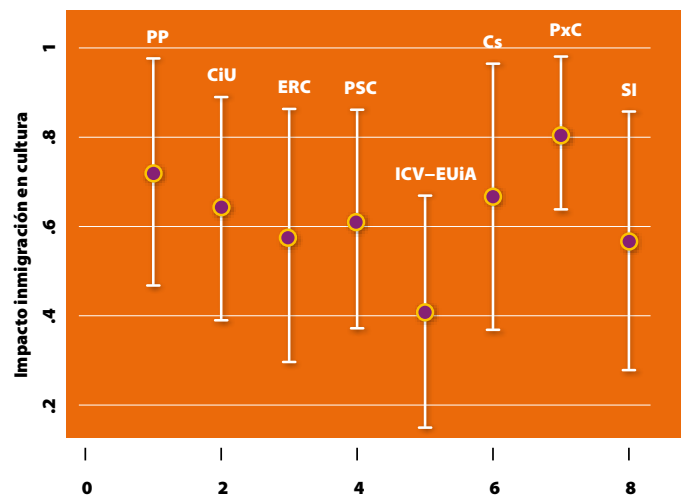 Impacto inmigración en cultura
1
.8
.6
.4
.2
PP
CiU
ERC
PSC
ICV–EUiA
Cs
PxC
SI
0 2 4 6 8